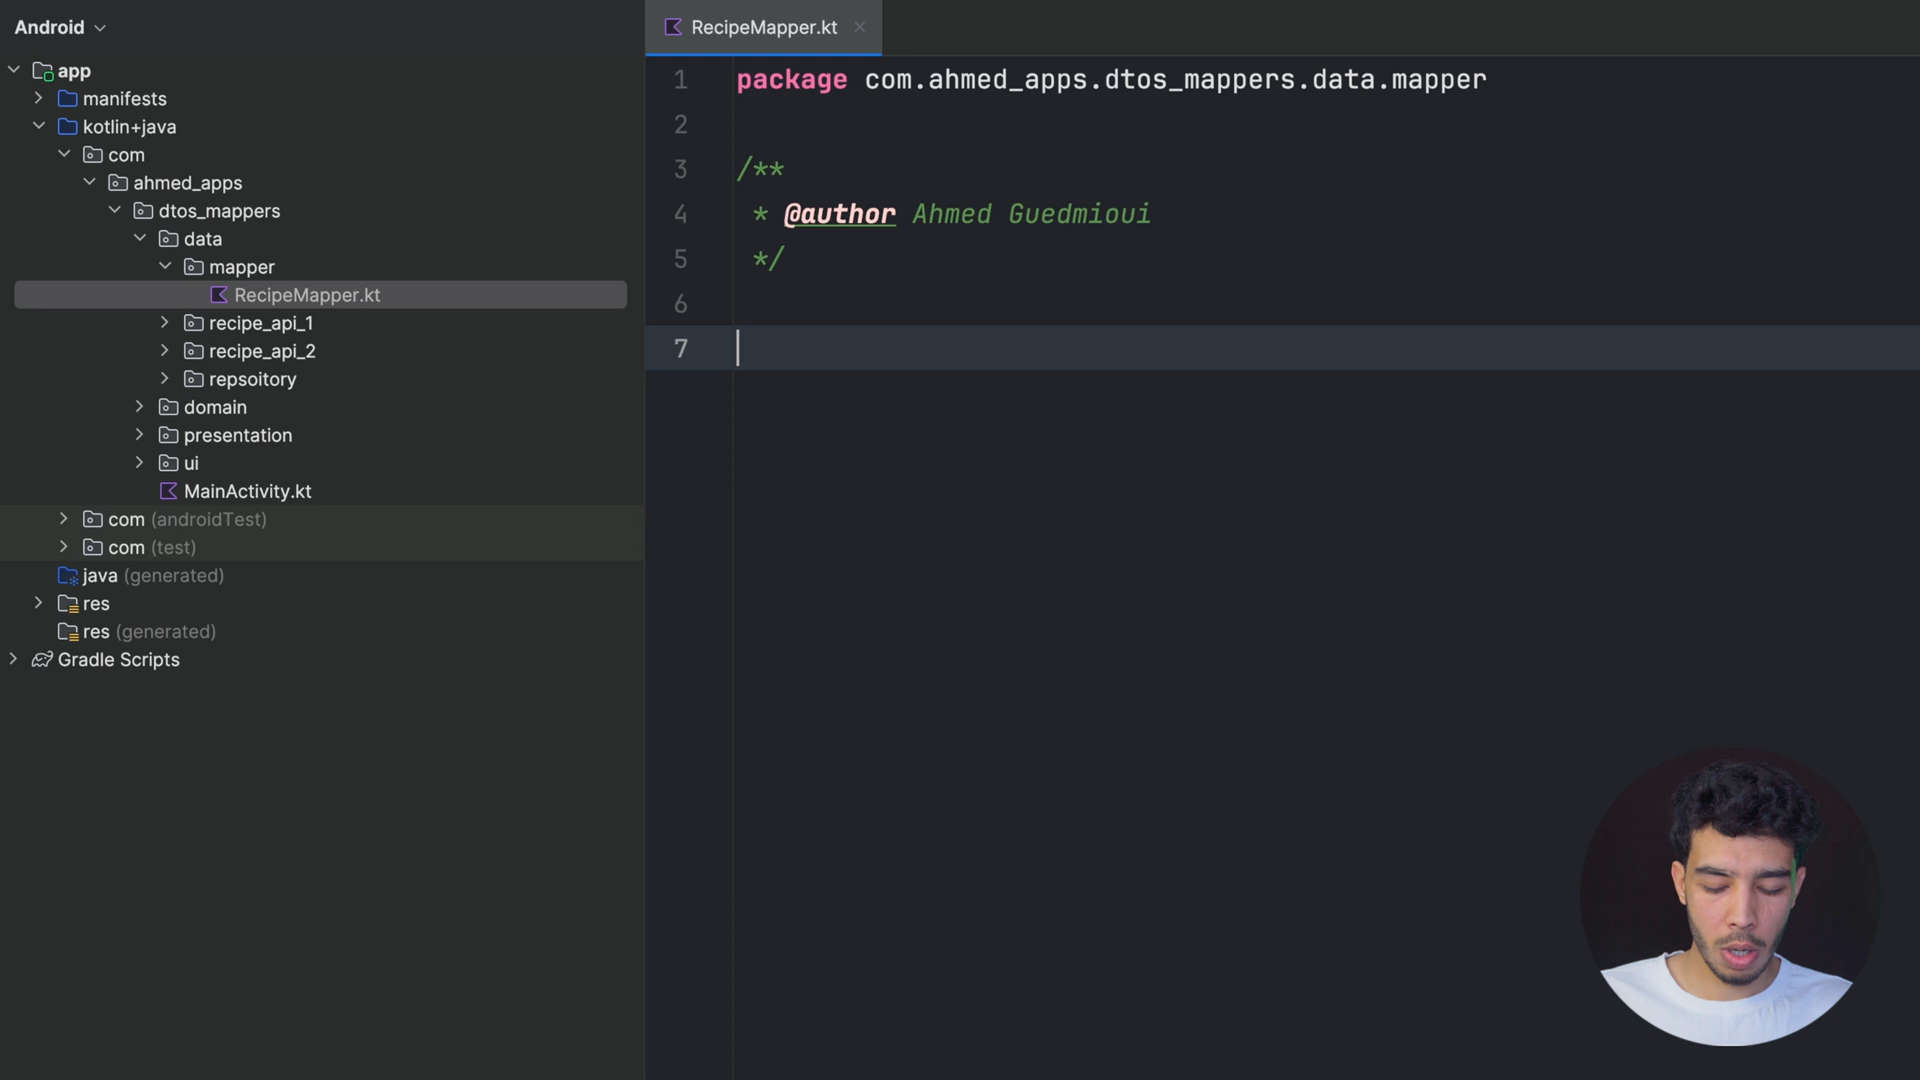 Android
app
manifests
kotlin+java
com
ahmed_apps
dtos_mappers
data
mapper
RecipeMapper.kt
recipe_api_1
recipe_api_2
repsoitory
domain
presentation
ui
MainActivity.kt
com (androidTest)
com (test)
java (generated)
res
res (generated)
Gradle Scripts
RecipeMapper.kt
1 package com.ahmed_apps.dtos_mappers.data.mapper
2
3 /**
4 * @author Ahmed Guedmioui
5 */
6
7